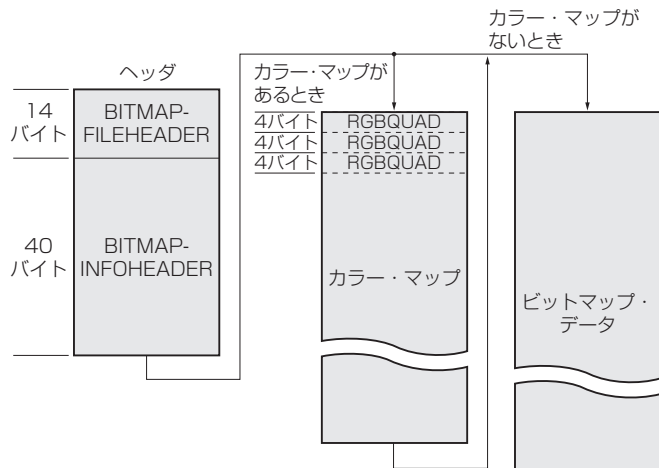 カラー・マップが
ないとき
ヘッダ
カラー・マップが
あるとき
14
バイト
BITMAP-
FILEHEADER
4バイト RGBQUAD
4バイト RGBQUAD
4バイト RGBQUAD
40
バイト
BITMAP-
INFOHEADER
カラー・マップ
ビットマップ・
データ